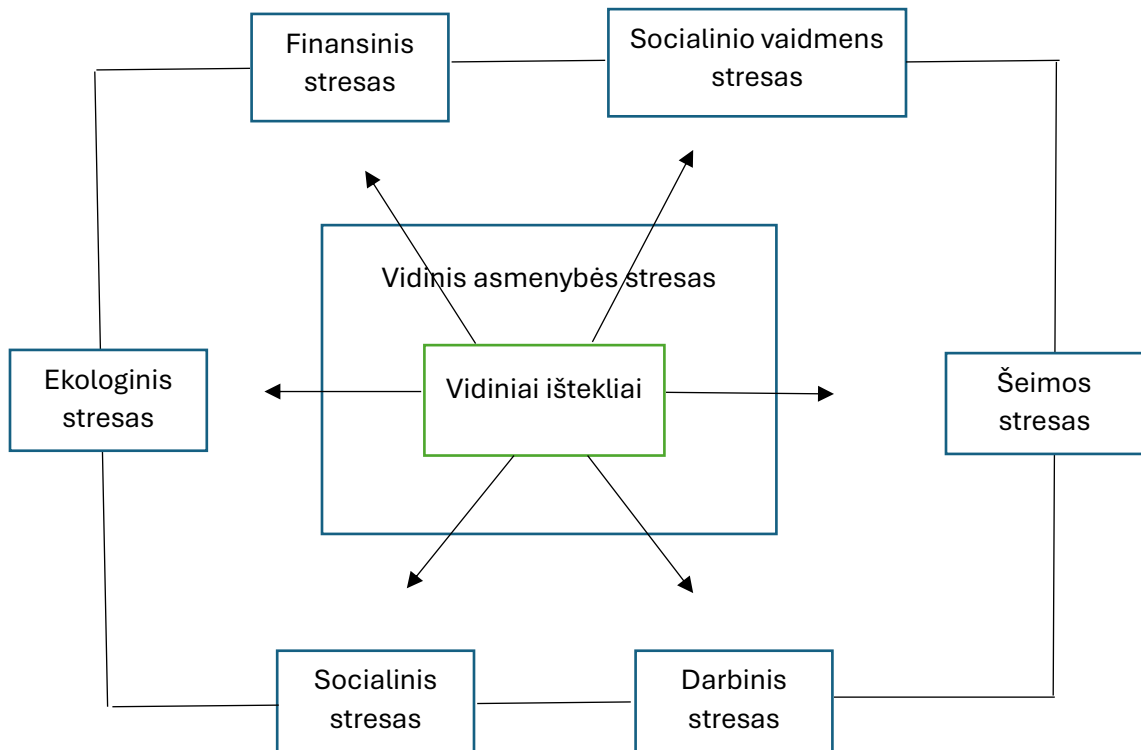 Finansinis
stresas
Socialinio vaidmens
stresas
Vidinis asmenybės stresas
Ekologinis
stresas
Vidiniai ištekliai
Šeimos
stresas
Socialinis
stresas
Darbinis
stresas